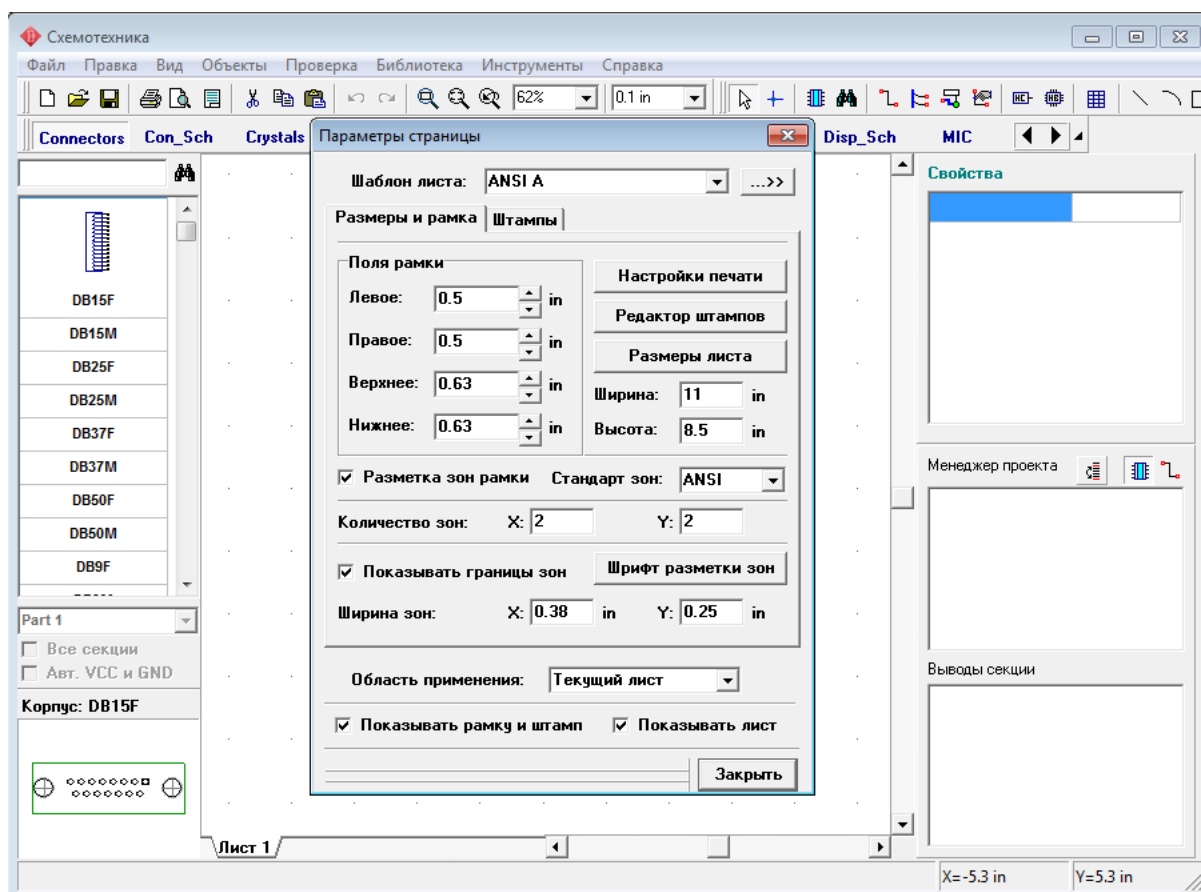 Схемотехника
Файл Правка Вид Объекты Проверка Библиотека Инструменты Справка
62% 0.1 in
Connectors Con_Sch Crystals Disp_Sch MIC
Параметры страницы
Шаблон листа: ANSI A ...>>
Размеры и рамка Штампы
Поля рамки
Левое: 0.5 in
Правое: 0.5 in
Верхнее: 0.63 in
Нижнее: 0.63 in
Настройки печати
Редактор штампов
Размеры листа
Ширина: 11 in
Высота: 8.5 in
Разметка зон рамки Стандарт зон: ANSI
Количество зон: X: 2 Y: 2
Показывать границы зон Шрифт разметки зон
Ширина зон: X: 0.38 in Y: 0.25 in
Область применения: Текущий лист
Показывать рамку и штамп Показывать лист
Закрыть
DB15F
DB15M
DB25F
DB25M
DB37F
DB37M
DB50F
DB50M
DB9F
Part 1
Все секции
Авт. VCC и GND
Корпус: DB15F
Свойства
Менеджер проекта
Выводы секции
Лист 1
X=-5.3 in Y=5.3 in